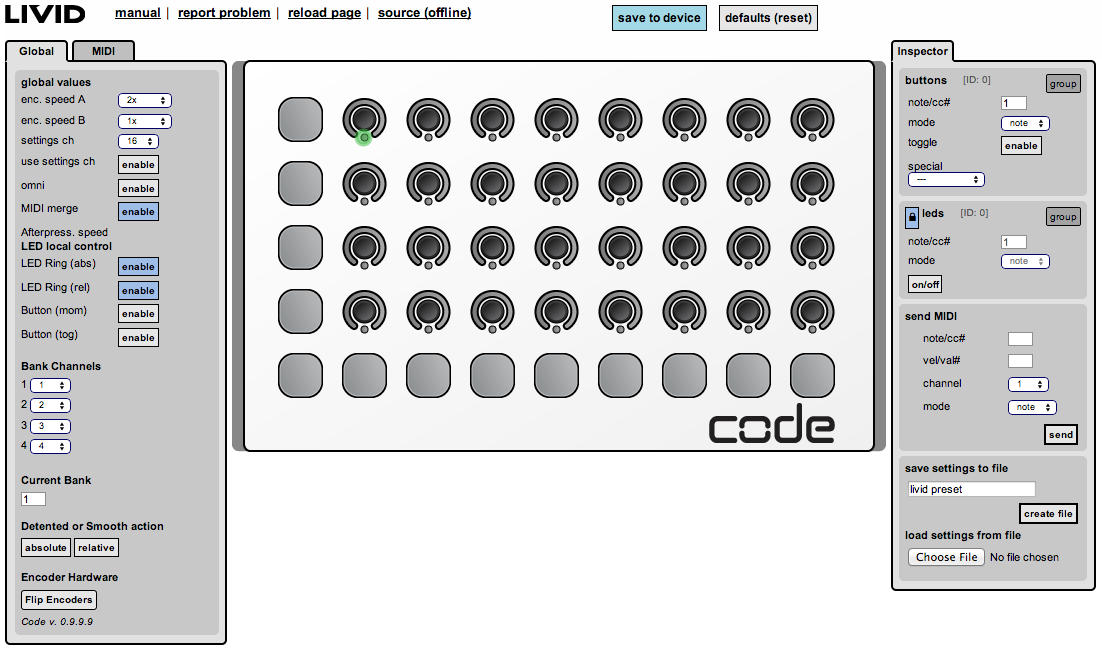 LIVID
manual | report problem | reload page | source (offline)
save to device
defaults (reset)
Global
MIDI
global values
enc. speed A 2x
enc. speed B 1x
settings ch 16
use settings ch enable
omni enable
MIDI merge enable
Afterpress. speed
LED local control
LED Ring (abs) enable
LED Ring (rel) enable
Button (mom) enable
Button (tog) enable
Bank Channels
1 1
2 2
3 3
4 4
Current Bank
1
Detented or Smooth action
absolute relative
Encoder Hardware
Flip Encoders
Code v. 0.9.9.9
code
Inspector
buttons [ID: 0] group
note/cc# 1
mode note
toggle enable
special
---
leds [ID: 0] group
note/cc# 1
mode note
on/off
send MIDI
note/cc#
vel/val#
channel 1
mode note
send
save settings to file
livid preset
create file
load settings from file
Choose File No file chosen